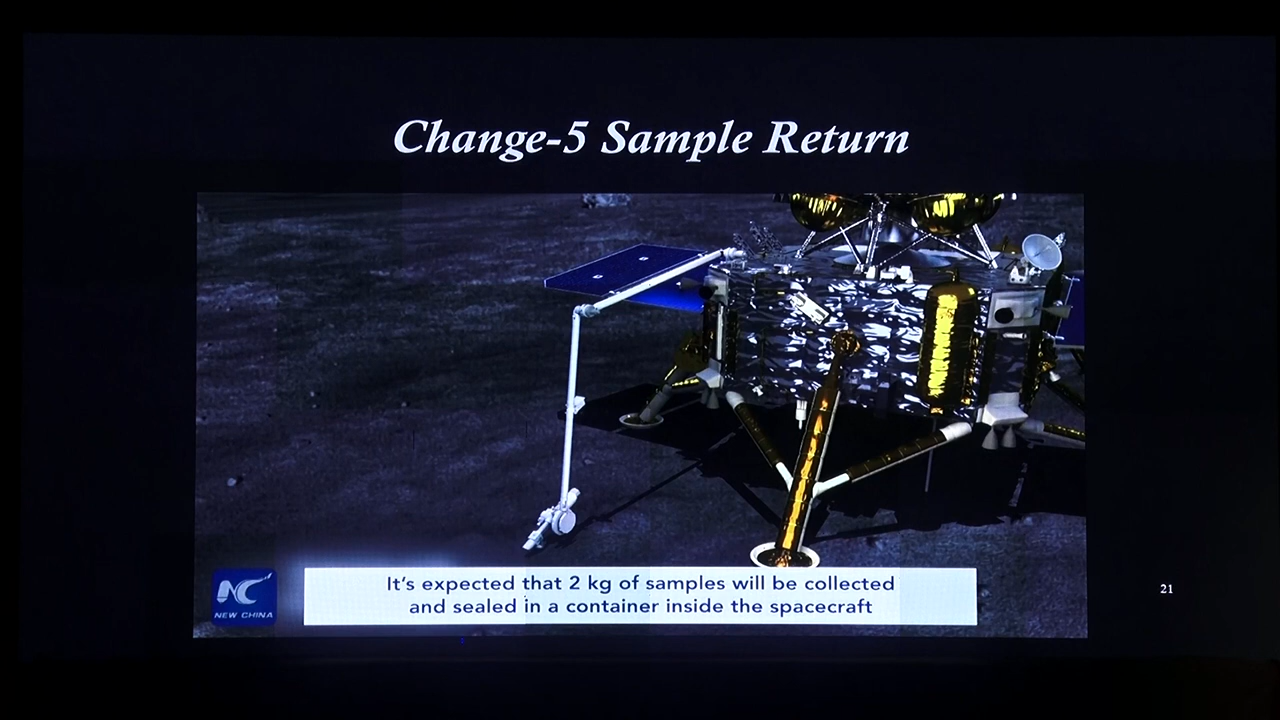 Change-5 Sample Return
It's expected that 2 kg of samples will be collected
and sealed in a container inside the spacecraft
NC
NEW CHINA
21